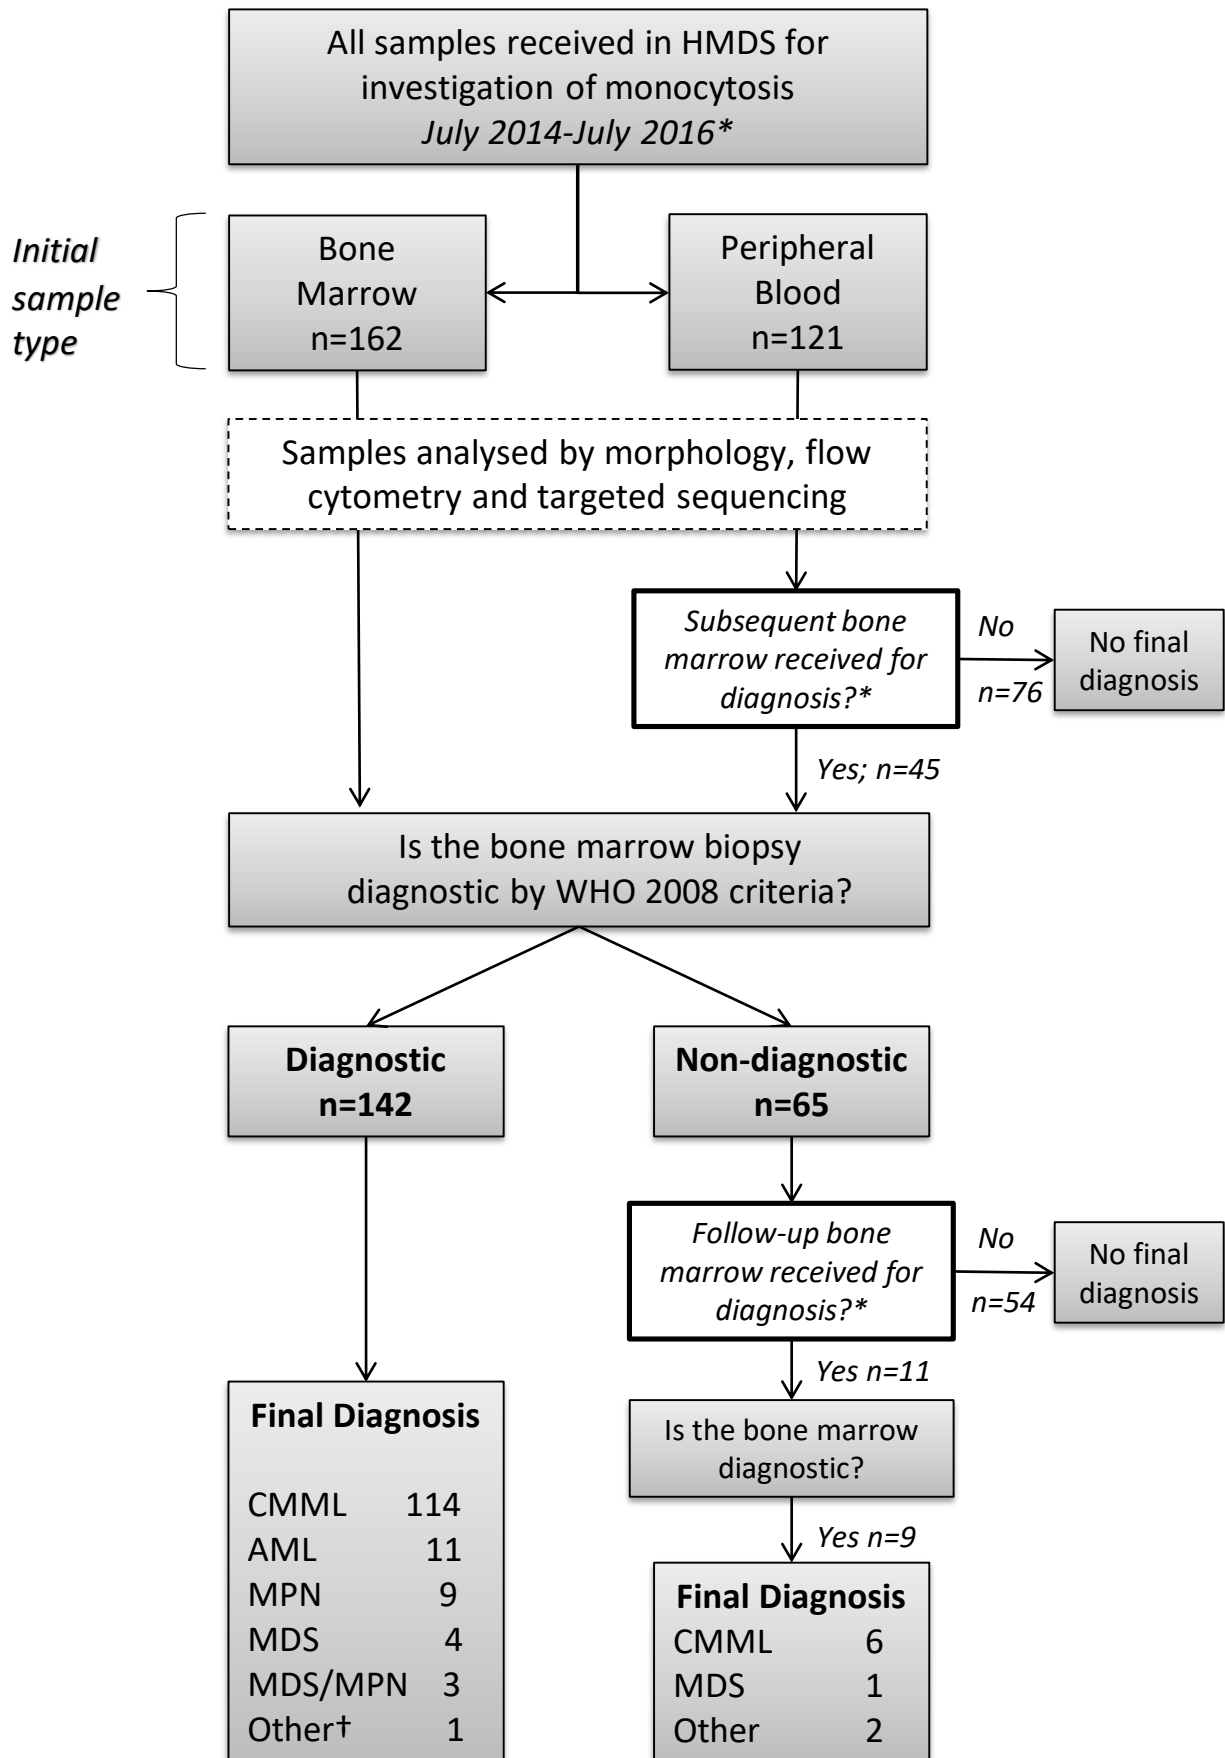 All samples received in HMDS for
investigation of monocytosis
July 2014-July 2016*
Initial
sample
type
Bone
Marrow
n=162
Peripheral
Blood
n=121
Samples analysed by morphology, flow
cytometry and targeted sequencing
Subsequent bone
marrow received for
diagnosis?*
No
n=76
No final
diagnosis
Yes; n=45
Is the bone marrow biopsy
diagnostic by WHO 2008 criteria?
Diagnostic
n=142
Non-diagnostic
n=65
Follow-up bone
marrow received for
diagnosis?*
No
n=54
No final
diagnosis
Yes n=11
Is the bone marrow
diagnostic?
Yes n=9
Final Diagnosis
CMML 114
AML 11
MPN 9
MDS 4
MDS/MPN 3
Other† 1
Final Diagnosis
CMML 6
MDS 1
Other 2